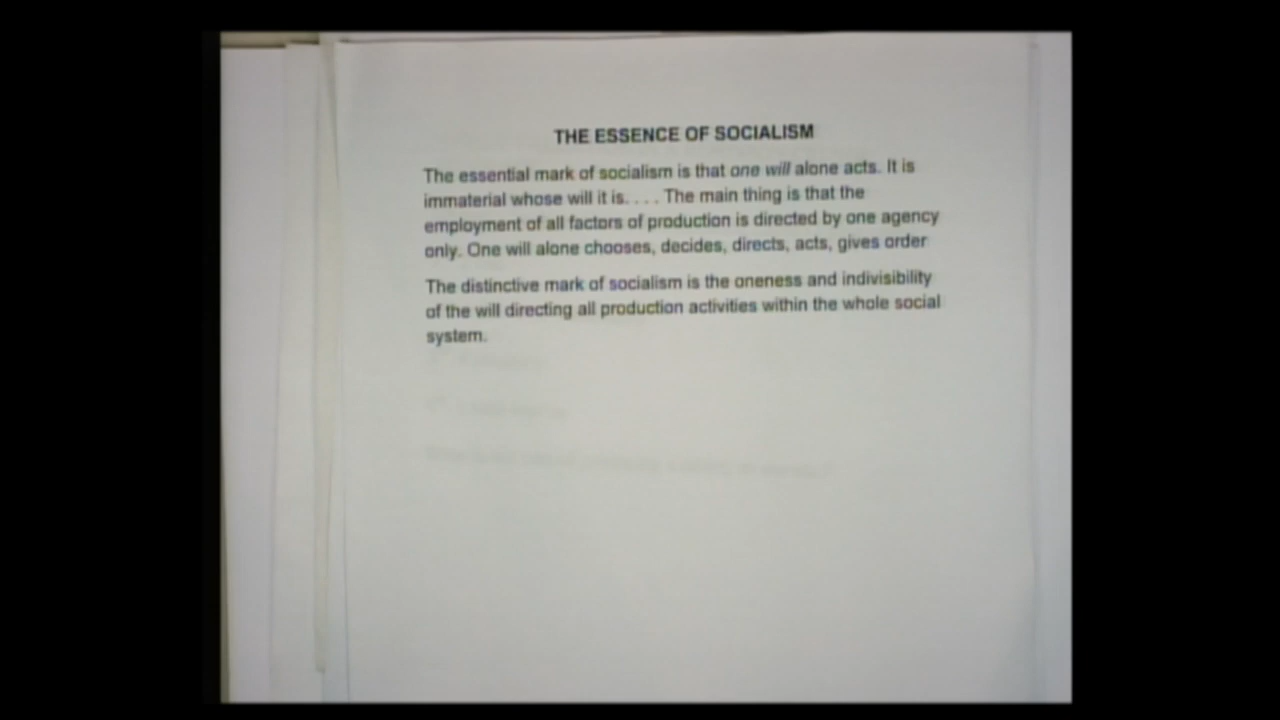 THE ESSENCE OF SOCIALISM
The essential mark of socialism is that one will alone acts. It is
immaterial whose will it is. . . . The main thing is that the
employment of all factors of production is directed by one agency
only. One will alone chooses, decides, directs, acts, gives order
The distinctive mark of socialism is the oneness and indivisibility
of the will directing all production activities within the whole social
system.